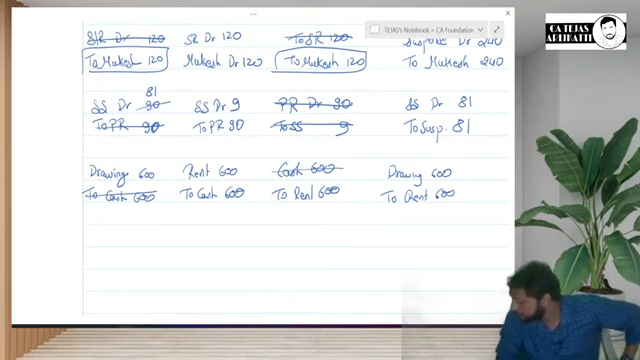 ...
TEJAS's Notebook > CA Foundation
CA TEJAS
ARLIKATTI
S/R Dr 120 SR Dr 120 To SR 120 Suspense Dr 240
To Mukesh 120 Mukesh Dr 120 To Mukesh 120 To Mukesh 240
81
SS Dr 90 SS Dr 9 PR Dr 90 SS Dr 81
To PR 90 To PR 90 To SS 9 To Susp. 81
Drawings 600 Rent 600 Cash 600 Drawing 600
To Cash 600 To Cash 600 To Rent 600 To Rent 600